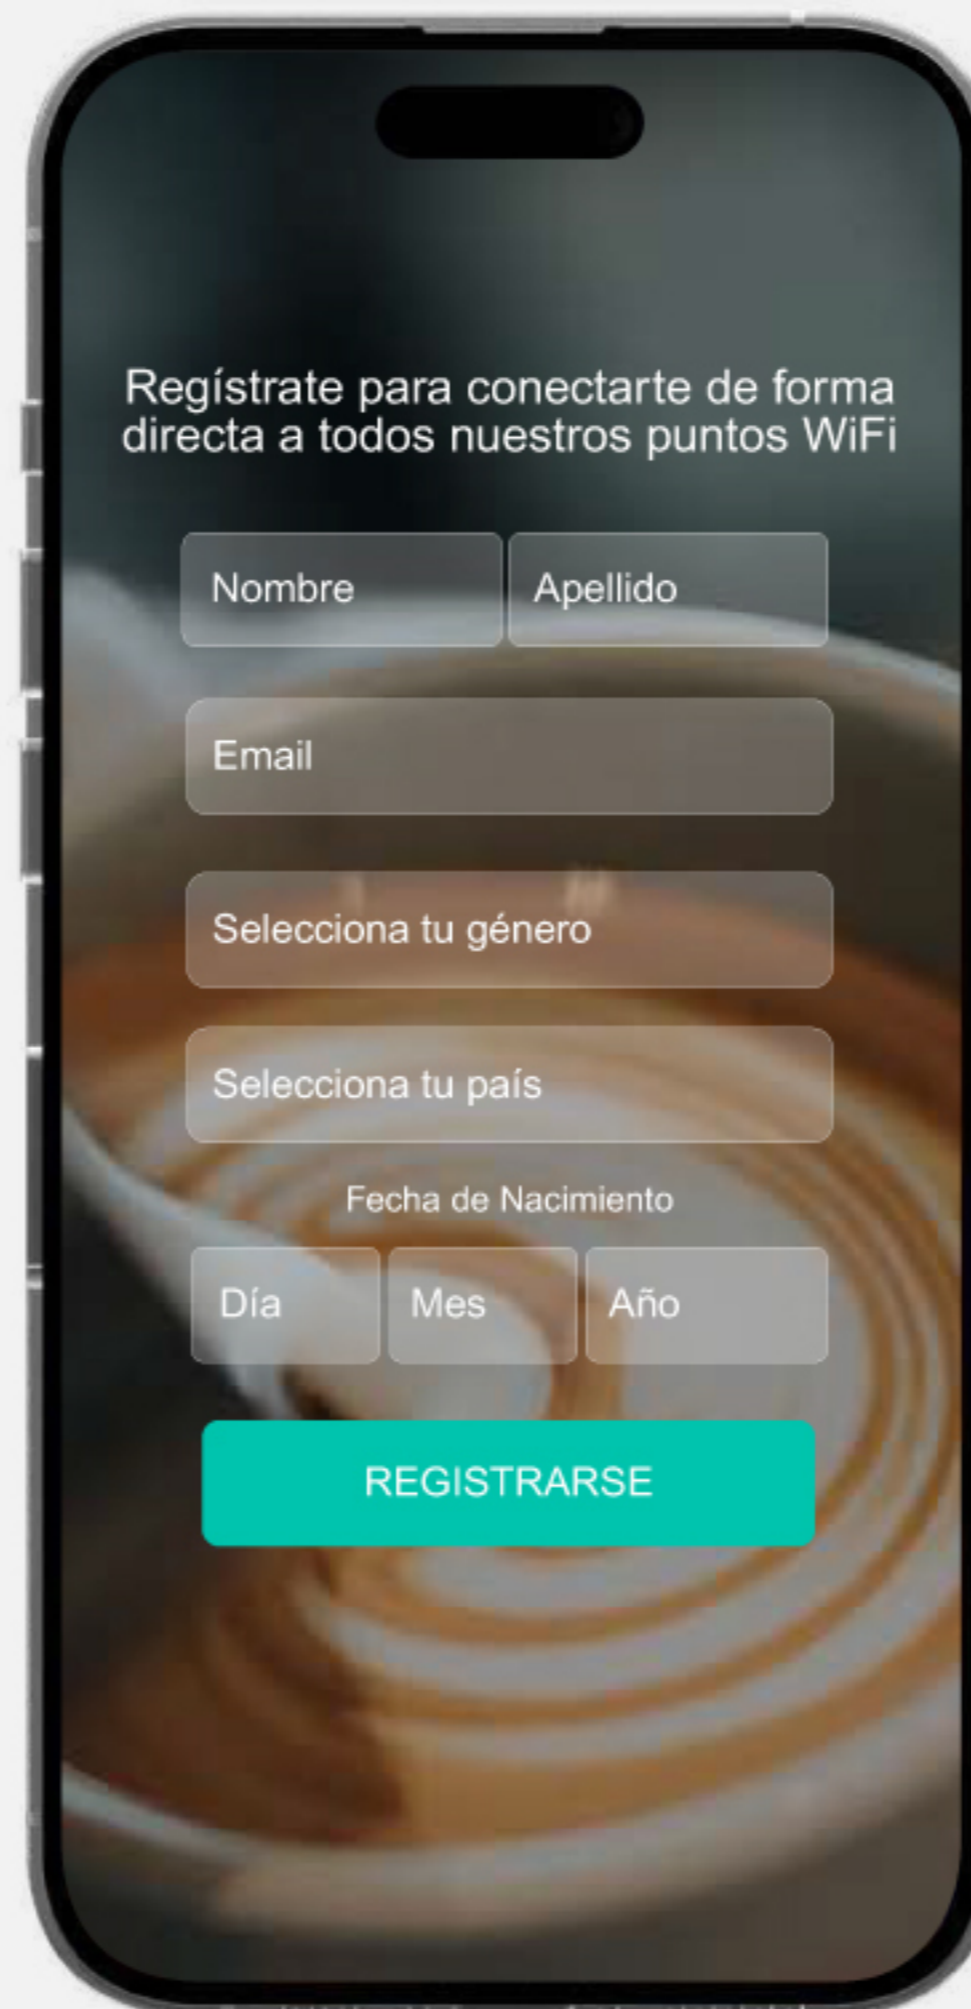 Regístrate para conectarte de forma
directa a todos nuestros puntos WiFi
Nombre
Apellido
Email
Selecciona tu género
Selecciona tu país
Fecha de Nacimiento
Día
Mes
Año
REGISTRARSE